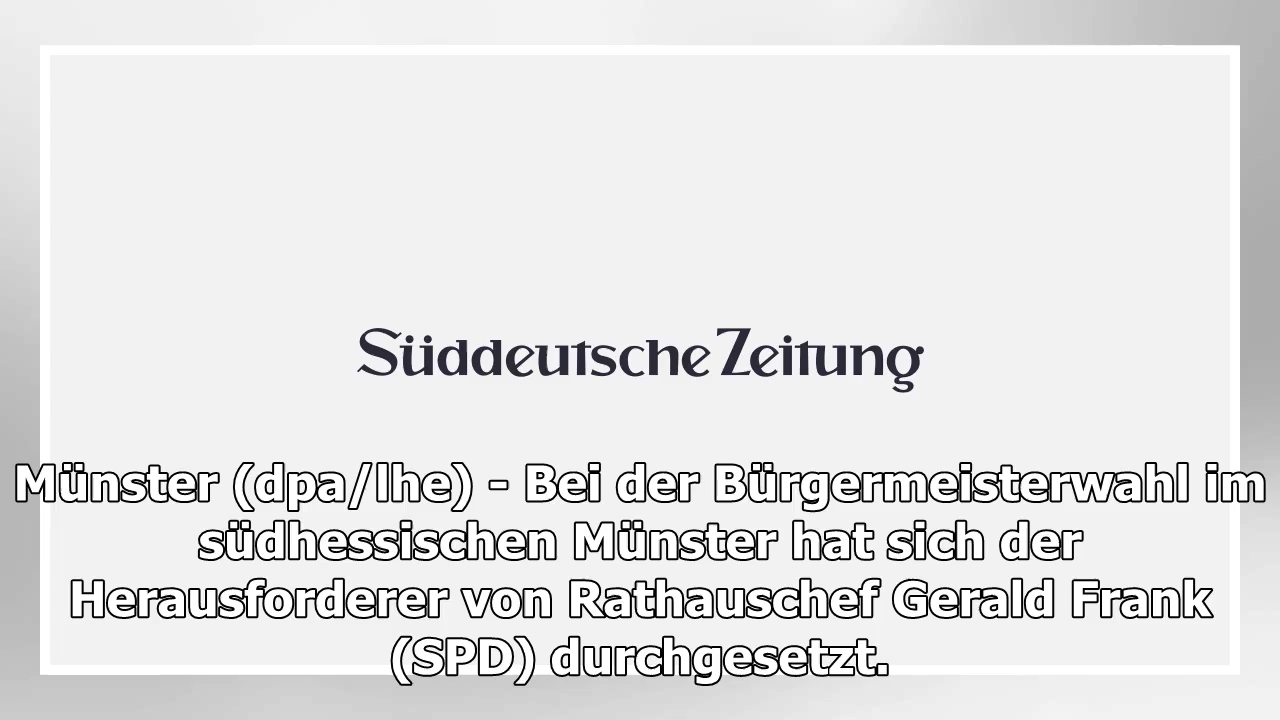 Süddeutsche Zeitung
Münster (dpa/lhe) - Bei der Bürgermeisterwahl im
südhessischen Münster hat sich der
Herausforderer von Rathauschef Gerald Frank
(SPD) durchgesetzt.